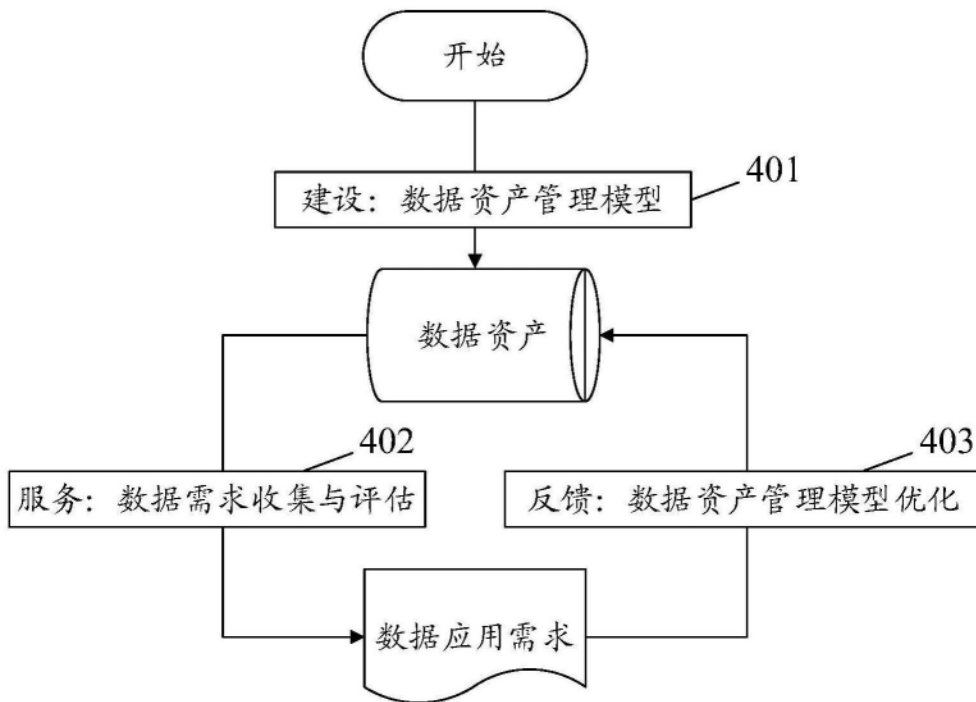 开始
401
建设：数据资产管理模型
数据资产
402
403
服务：数据需求收集与评估
反馈：数据资产管理模型优化
数据应用需求